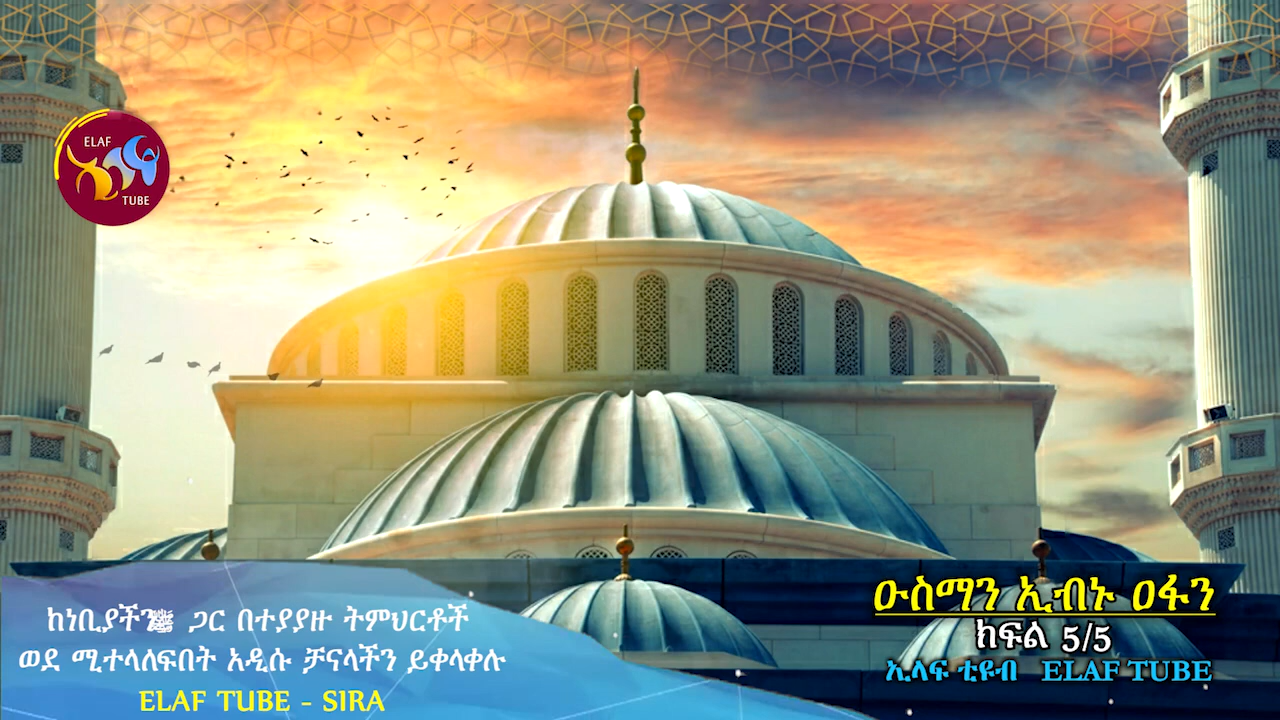 ELAF
ኢላፍ
TUBE
ከነቢያችንﷺ ጋር በተያያዙ ትምህርቶች
ወደ ሚተላለፍበት አዲሱ ቻናላችን ይቀላቀሉ
ELAF TUBE - SIRA
ዑስማን ኢብኑ ዐፋን
ክፍል 5/5
ኢላፍ ቲዩብ ELAF TUBE